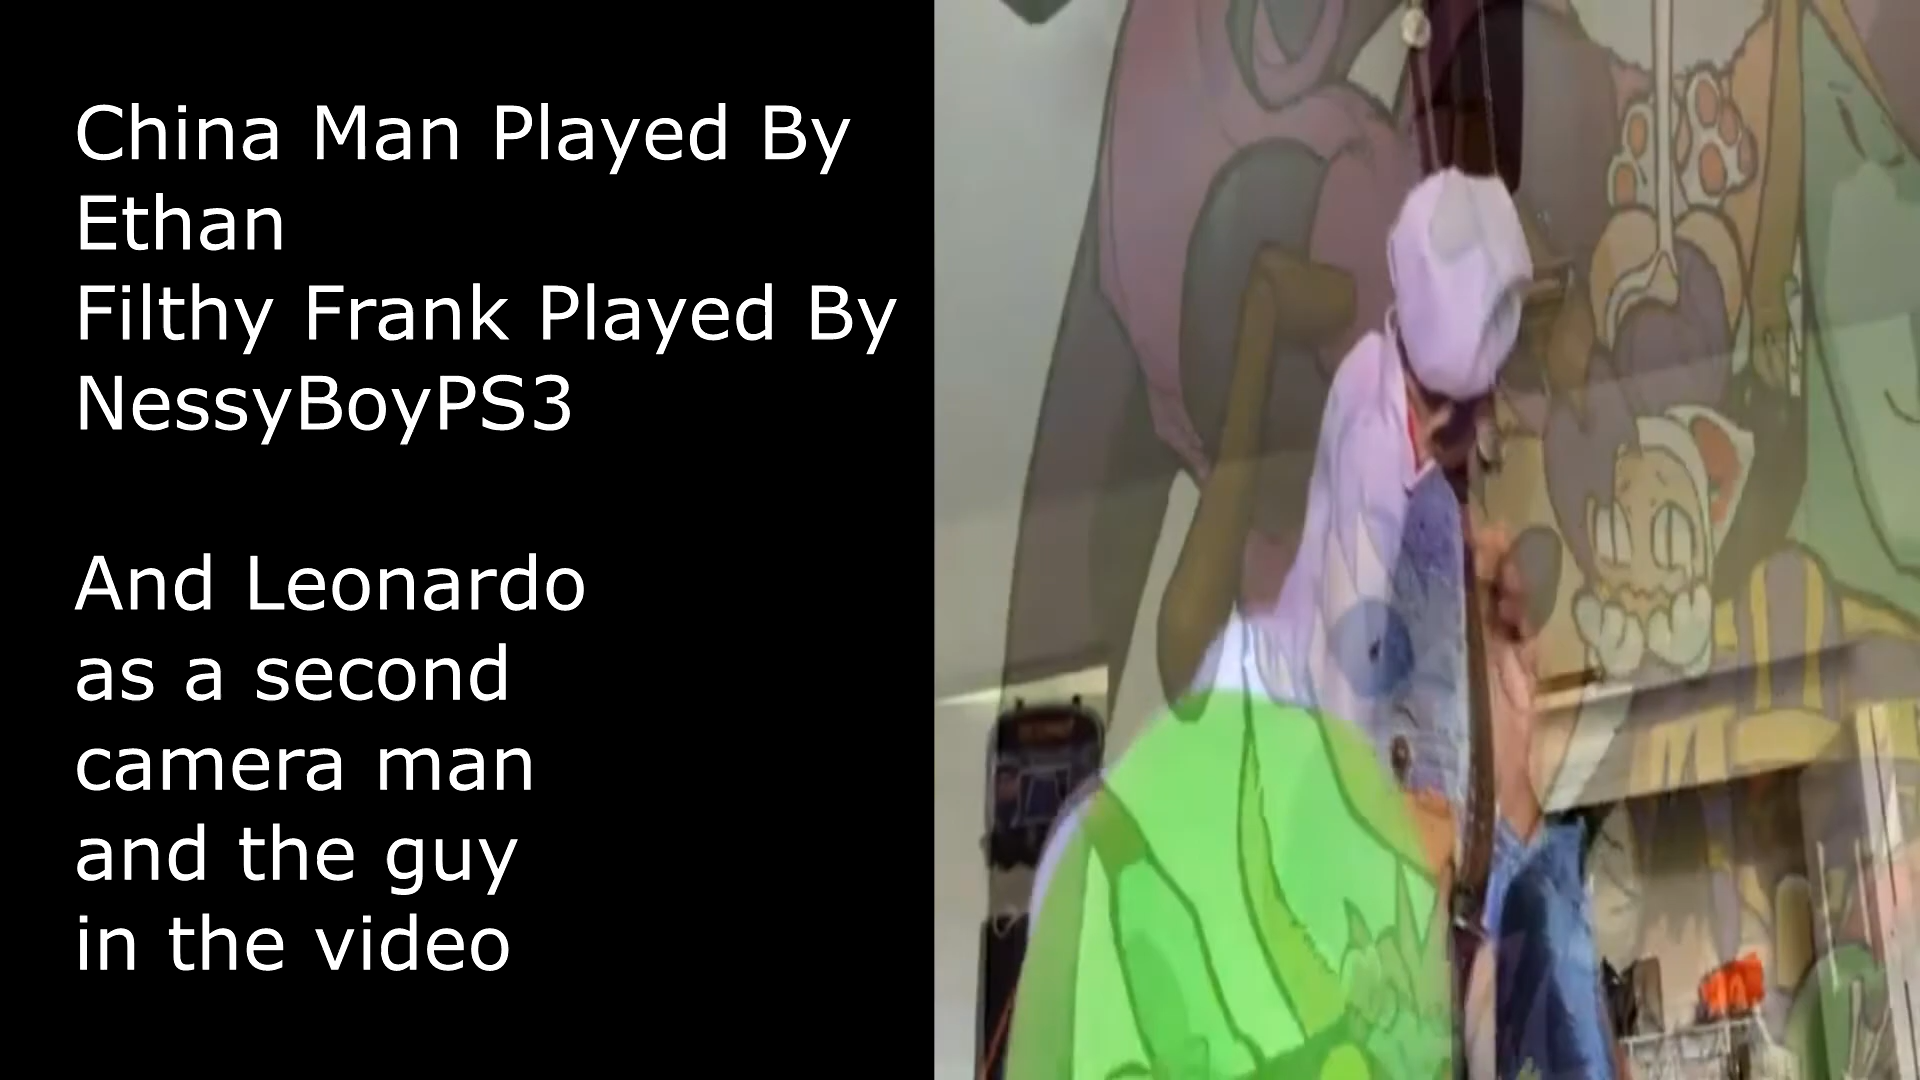 China Man Played By
Ethan
Filthy Frank Played By
NessyBoyPS3
And Leonardo
as a second
camera man
and the guy
in the video